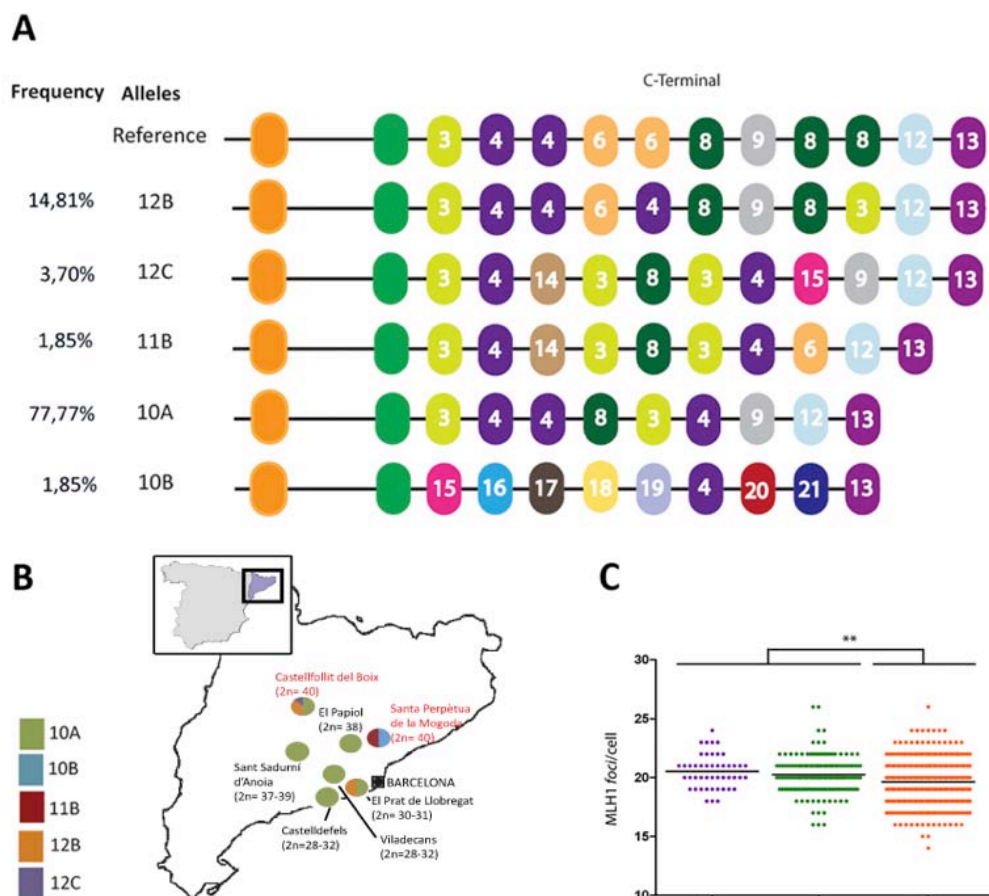 A
C-Terminal
Frequency Alleles
Reference 3 4 4 6 6 8 9 8 8 12 13
14,81% 12B 3 4 4 6 4 8 9 8 3 12 13
3,70% 12C 3 4 14 3 8 3 4 15 9 12 13
1,85% 11B 3 4 14 3 8 3 4 6 12 13
77,77% 10A 3 4 4 8 3 4 9 12 13
1,85% 10B 15 16 17 18 19 4 20 21 13
B
Castellfollit del Boix
(2n= 40)
El Papiol
(2n= 38)
Santa Perpètua
de la Mogoda
(2n= 40)
Sant Sadurní
d'Anoia
(2n= 37-39)
BARCELONA
El Prat de Llobregat
(2n= 30-31)
Castelldefels
(2n=28-32)
Viladecans
(2n=28-32)
10A
10B
11B
12B
12C
C
**
MLH1 foci/cell
30
25
20
15
10